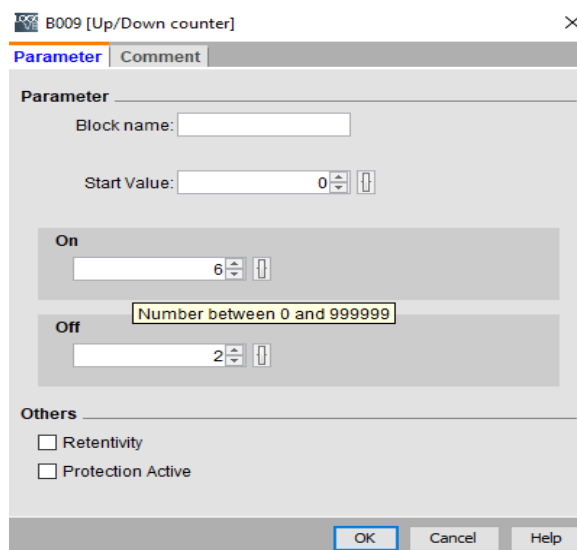 B009 [Up/Down counter]
Parameter Comment
Parameter
Block name:
Start Value: 0
On
6
Number between 0 and 999999
Off
2
Others
Retentivity
Protection Active
OK Cancel Help